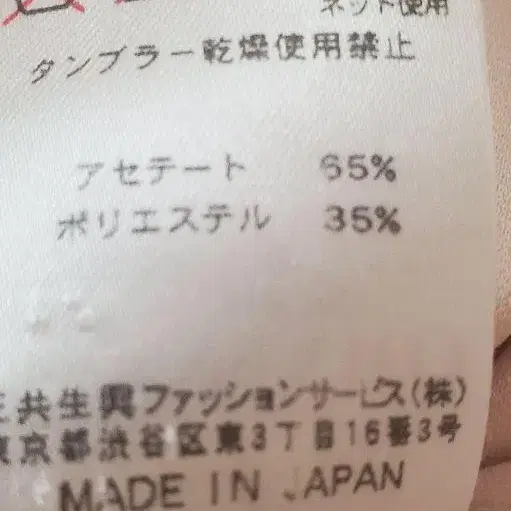 ネット使用
タンブラー乾燥使用禁止
アセテート 65%
ポリエステル 35%
三共生興ファッションサービス(株)
東京都渋谷区東3丁目16番3号
MADE IN JAPAN